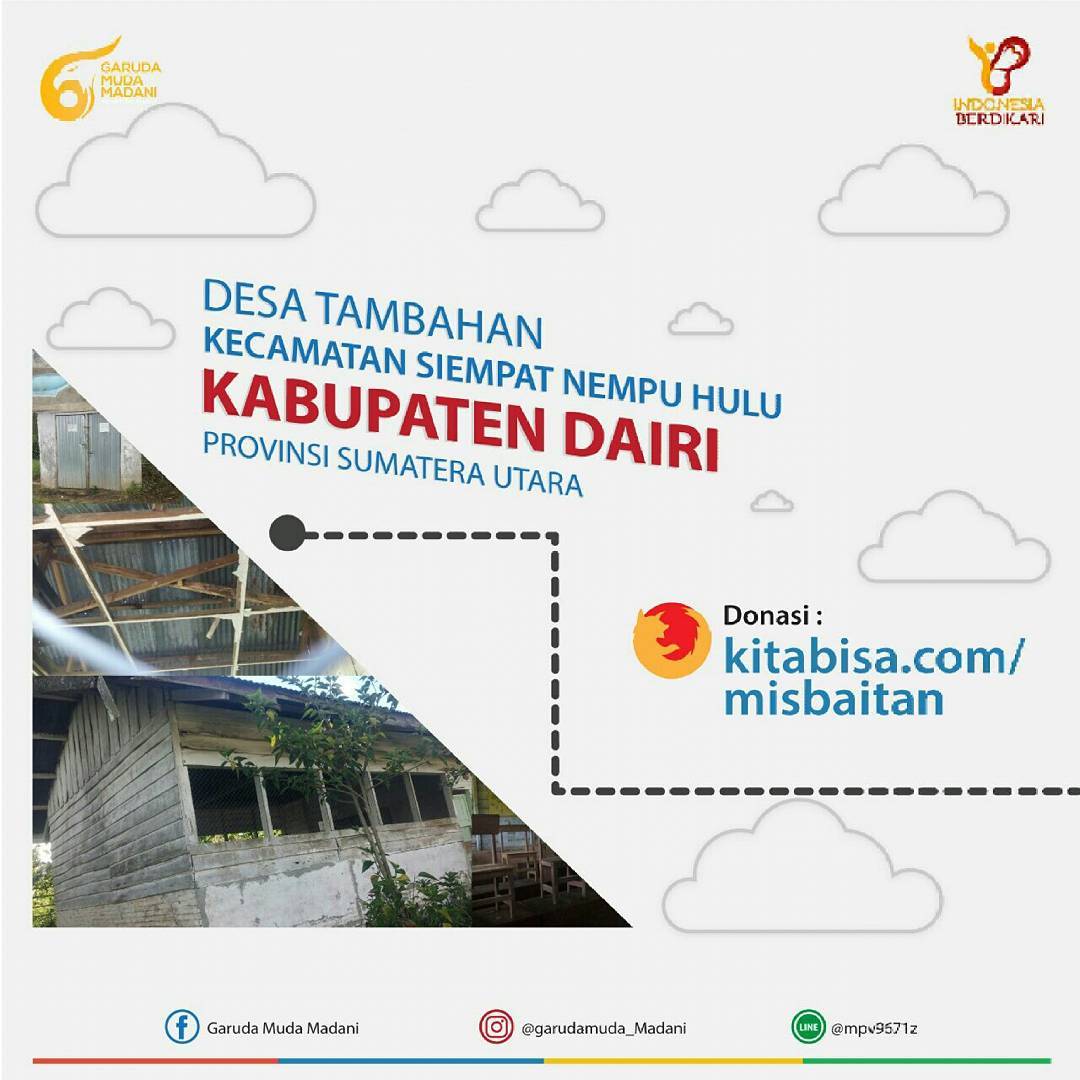 GARUDA
MUDA
MADANI
INDONESIA
BERDIKARI
DESA TAMBAHAN
KECAMATAN SIEMPAT NEMPU HULU
KABUPATEN DAIRI
PROVINSI SUMATERA UTARA
Donasi :
kitabisa.com/
misbaitan
Garuda Muda Madani
@garudamuda_Madani
LINE
@mpv9671z